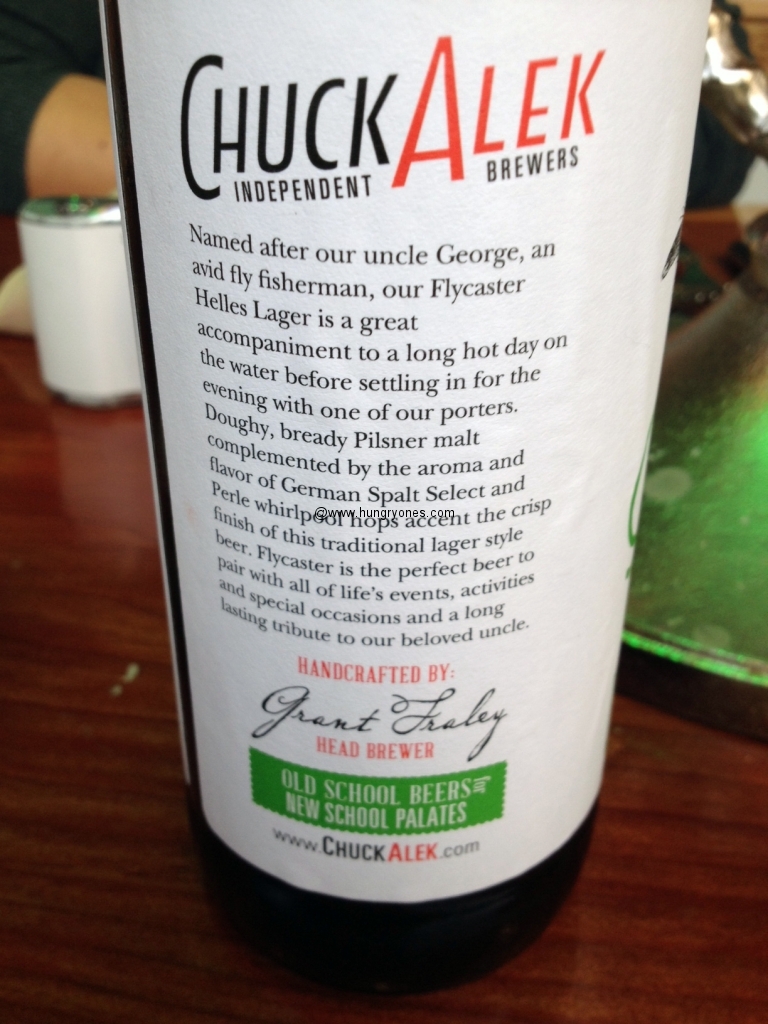 CHUCKALEK
INDEPENDENT BREWERS
Named after our uncle George, an
avid fly fisherman, our Flycaster
Helles Lager is a great
accompaniment to a long hot day on
the water before settling in for the
evening with one of our porters.
Doughy, bready Pilsner malt
complemented by the aroma and
flavor of German Spalt Select and
Perle whirlpool hops accent the crisp
@www.hungryones.com
finish of this traditional lager style
beer. Flycaster is the perfect beer to
pair with all of life's events, activities
and special occasions and a long
lasting tribute to our beloved uncle.
HANDCRAFTED BY:
Grant Fraley
HEAD BREWER
OLD SCHOOL BEERS for
NEW SCHOOL PALATES
www.CHUCKALEK.com